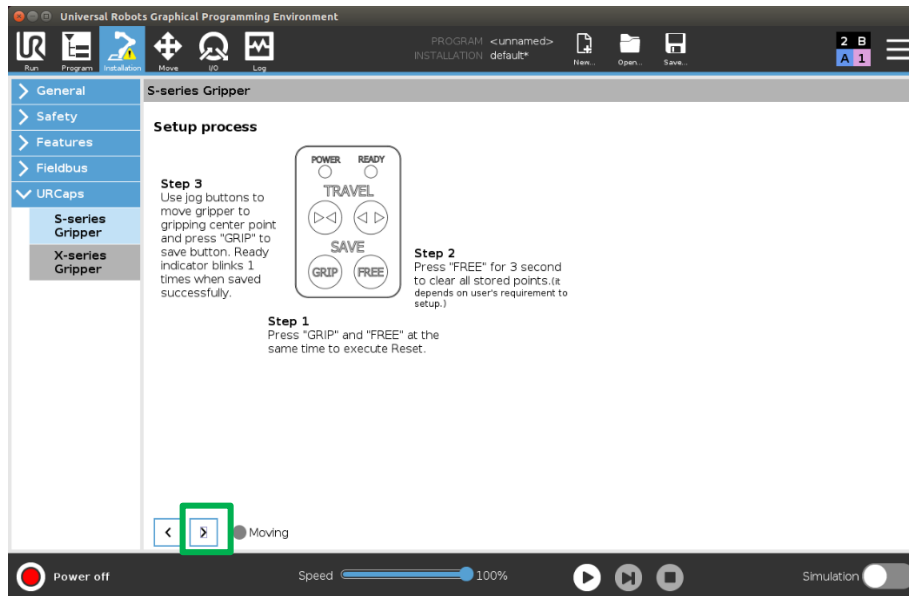 Universal Robots Graphical Programming Environment
UR
Run
Program
Installation
Move
I/O
Log
PROGRAM <unnamed>
INSTALLATION default*
New...
Open...
Save...
2 B
A 1
General
Safety
Features
Fieldbus
URCaps
S-series
Gripper
X-series
Gripper
S-series Gripper
Setup process
Step 3
Use jog buttons to
move gripper to
gripping center point
and press "GRIP" to
save button. Ready
indicator blinks 1
times when saved
successfully.
POWER READY
TRAVEL
SAVE
GRIP FREE
Step 2
Press "FREE" for 3 second
to clear all stored points.(it
depends on user's requirement to
setup.)
Step 1
Press "GRIP" and "FREE" at the
same time to execute Reset.
Moving
Power off
Speed
100%
Simulation